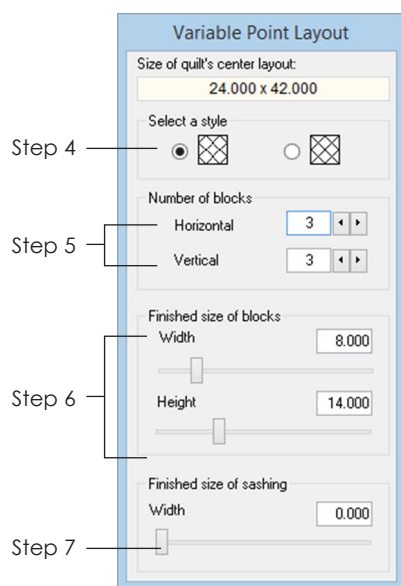 Variable Point Layout
Size of quilt's center layout:
24.000 x 42.000
Select a style
Step 4
Number of blocks
Horizontal 3
Step 5
Vertical 3
Finished size of blocks
Width 8.000
Step 6
Height 14.000
Finished size of sashing
Width 0.000
Step 7